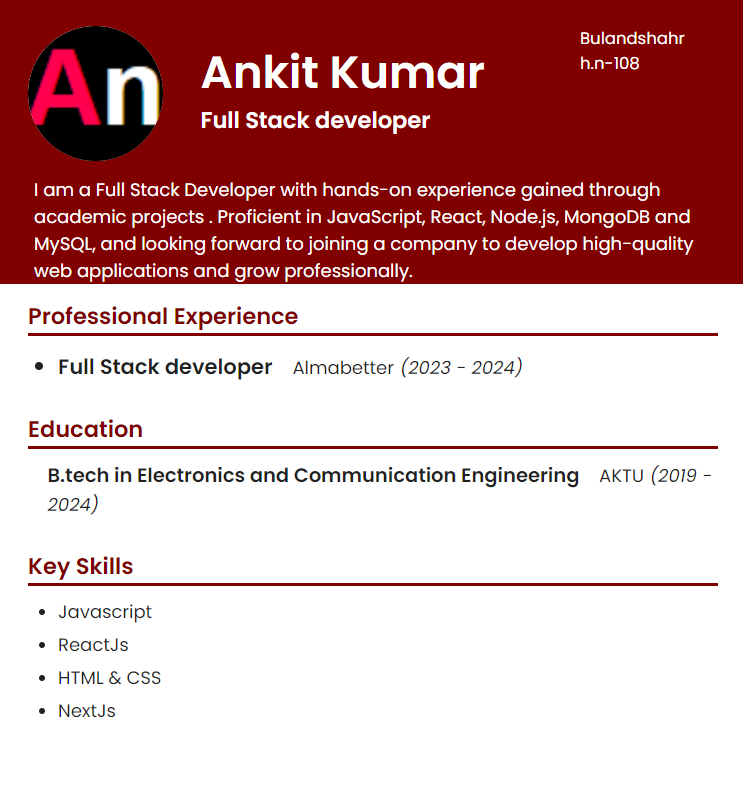 An
Ankit Kumar
Full Stack developer
Bulandshahr
h.n-108
I am a Full Stack Developer with hands-on experience gained through
academic projects . Proficient in JavaScript, React, Node.js, MongoDB and
MySQL, and looking forward to joining a company to develop high-quality
web applications and grow professionally.
Professional Experience
• Full Stack developer Almabetter (2023 - 2024)
Education
B.tech in Electronics and Communication Engineering AKTU (2019 -
2024)
Key Skills
• Javascript
• ReactJs
• HTML & CSS
• NextJs